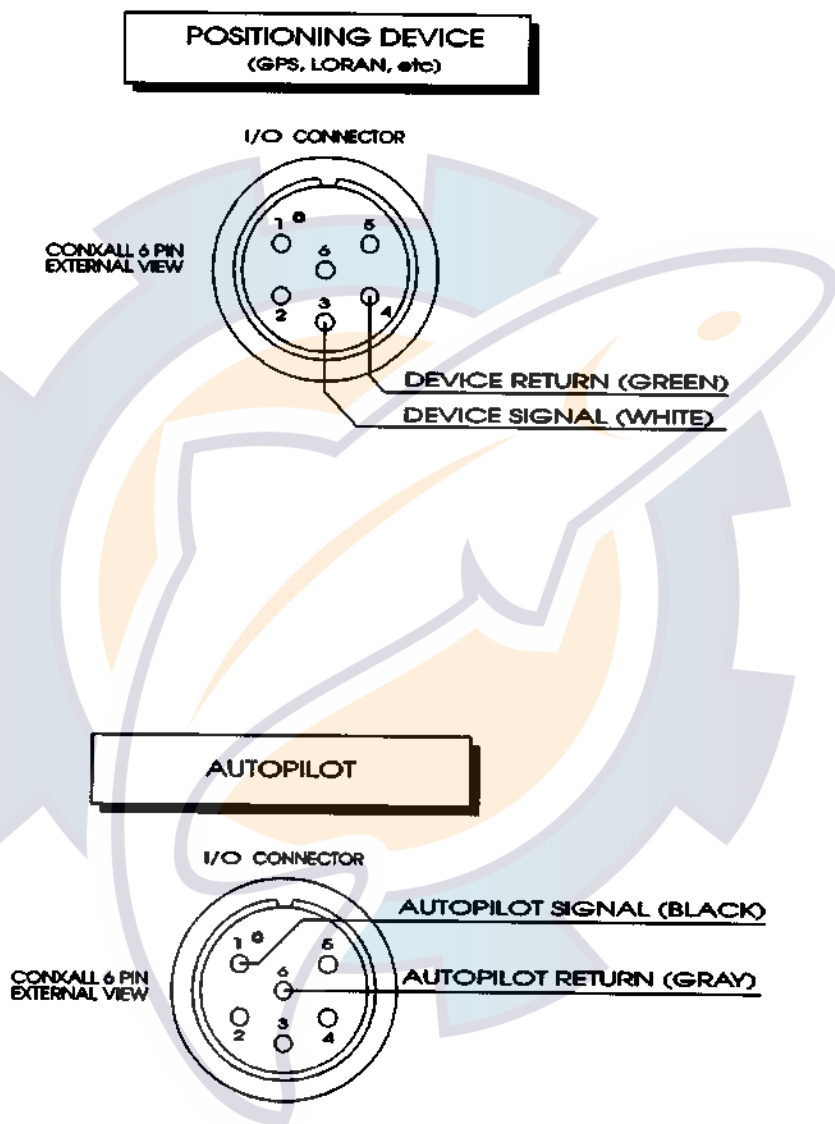 POSITIONING DEVICE
(GPS, LORAN, etc)
I/O CONNECTOR
CONXALL 6 PIN
EXTERNAL VIEW
1
5
6
2
3
4
DEVICE RETURN (GREEN)
DEVICE SIGNAL (WHITE)
AUTOPILOT
I/O CONNECTOR
AUTOPILOT SIGNAL (BLACK)
1
5
CONXALL 6 PIN
EXTERNAL VIEW
6
AUTOPILOT RETURN (GRAY)
2
3
4